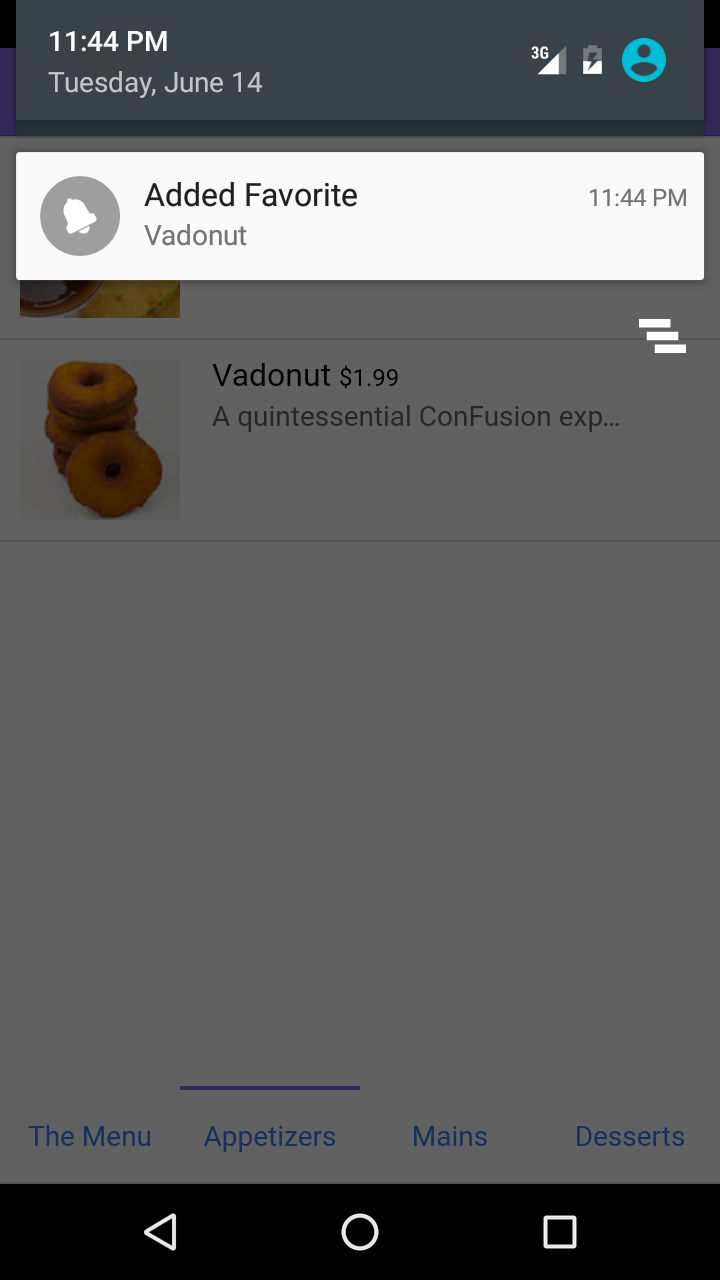 11:44 PM
Tuesday, June 14
3G
Added Favorite
11:44 PM
Vadonut
Vadonut $1.99
A quintessential ConFusion exp...
The Menu
Appetizers
Mains
Desserts